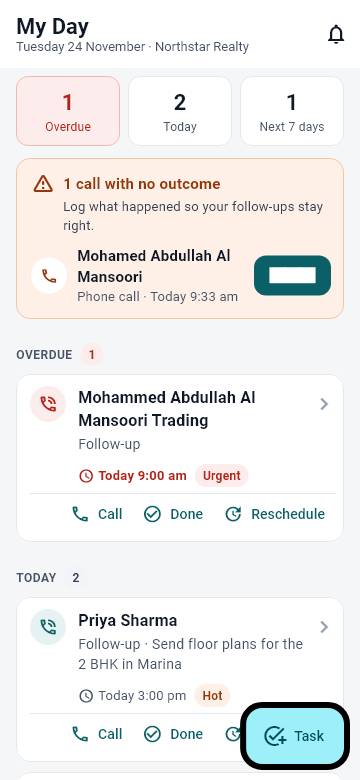 My Day
Tuesday 24 November · Northstar Realty
1
Overdue
2
Today
1
Next 7 days
1 call with no outcome
Log what happened so your follow-ups stay
right.
Mohamed Abdullah Al
Mansoori
Phone call · Today 9:33 am
OVERDUE 1
Mohammed Abdullah Al
Mansoori Trading
Follow-up
Today 9:00 am Urgent
Call Done Reschedule
TODAY 2
Priya Sharma
Follow-up · Send floor plans for the
2 BHK in Marina
Today 3:00 pm Hot
Call Done
Task